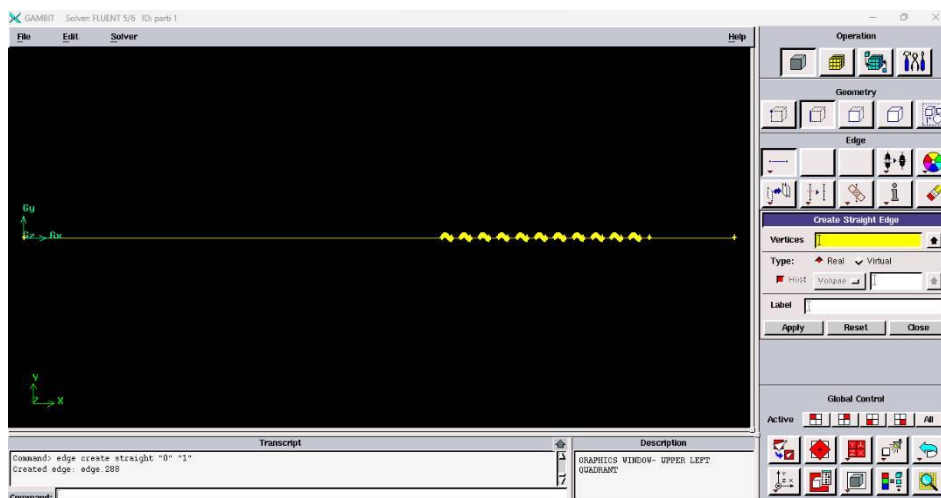 GAMBIT Solver: FLUENT 5/6 ID: parti 1
File Edit Solver Help
Operation
Geometry
Edge
Create Straight Edge
Vertices
Type: Real Virtual
Host Volume
Label
Apply Reset Close
Gy
Gz Gx
Y
Z X
Global Control
Active All
Transcript
Command> edge create straight "0" "1"
Created edge: edge.288
Command:
Description
GRAPHICS WINDOW- UPPER LEFT
QUADRANT